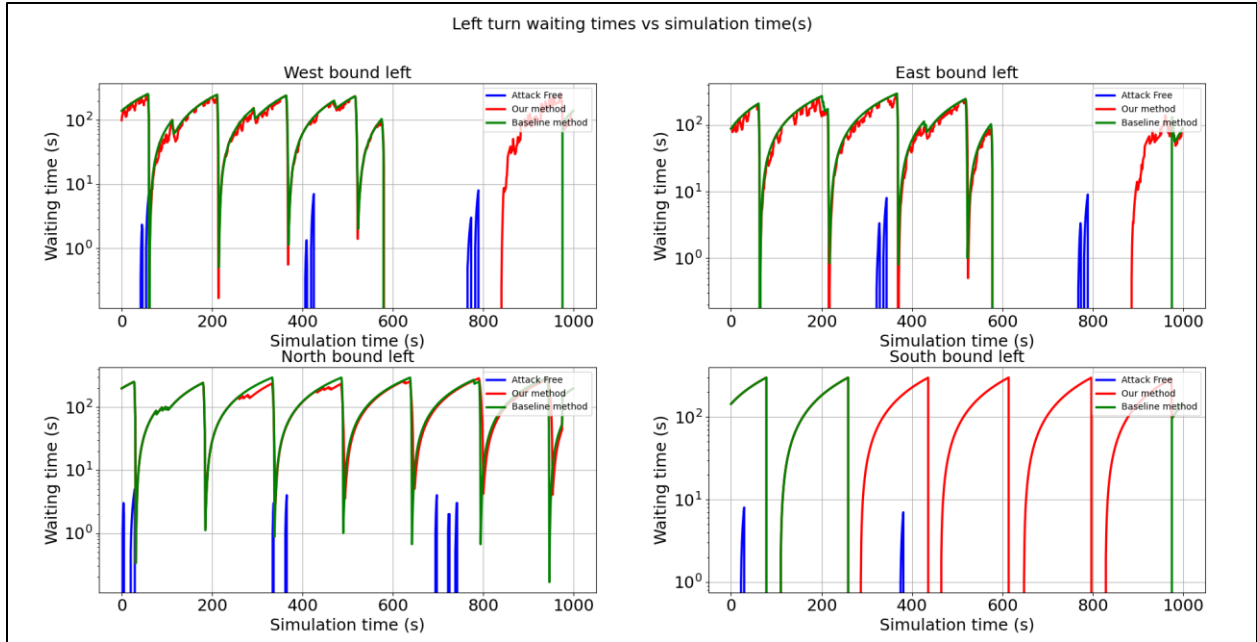 Left turn waiting times vs simulation time(s)
West bound left
Waiting time (s)
10²
10¹
10⁰
Attack Free
Our method
Baseline method
0 200 400 600 800 1000
Simulation time (s)
East bound left
Waiting time (s)
10²
10¹
10⁰
Attack Free
Our method
Baseline method
0 200 400 600 800 1000
Simulation time (s)
North bound left
Waiting time (s)
10²
10¹
10⁰
Attack Free
Our method
Baseline method
0 200 400 600 800 1000
Simulation time (s)
South bound left
Waiting time (s)
10²
10¹
10⁰
Attack Free
Our method
Baseline method
0 200 400 600 800 1000
Simulation time (s)